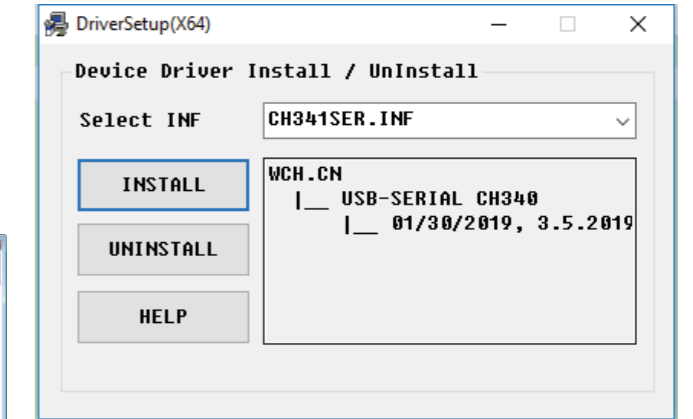 DriverSetup(X64)
Device Driver Install / UnInstall
Select INF
CH341SER.INF
INSTALL
UNINSTALL
HELP
WCH.CN
|__ USB-SERIAL CH340
|__ 01/30/2019, 3.5.2019